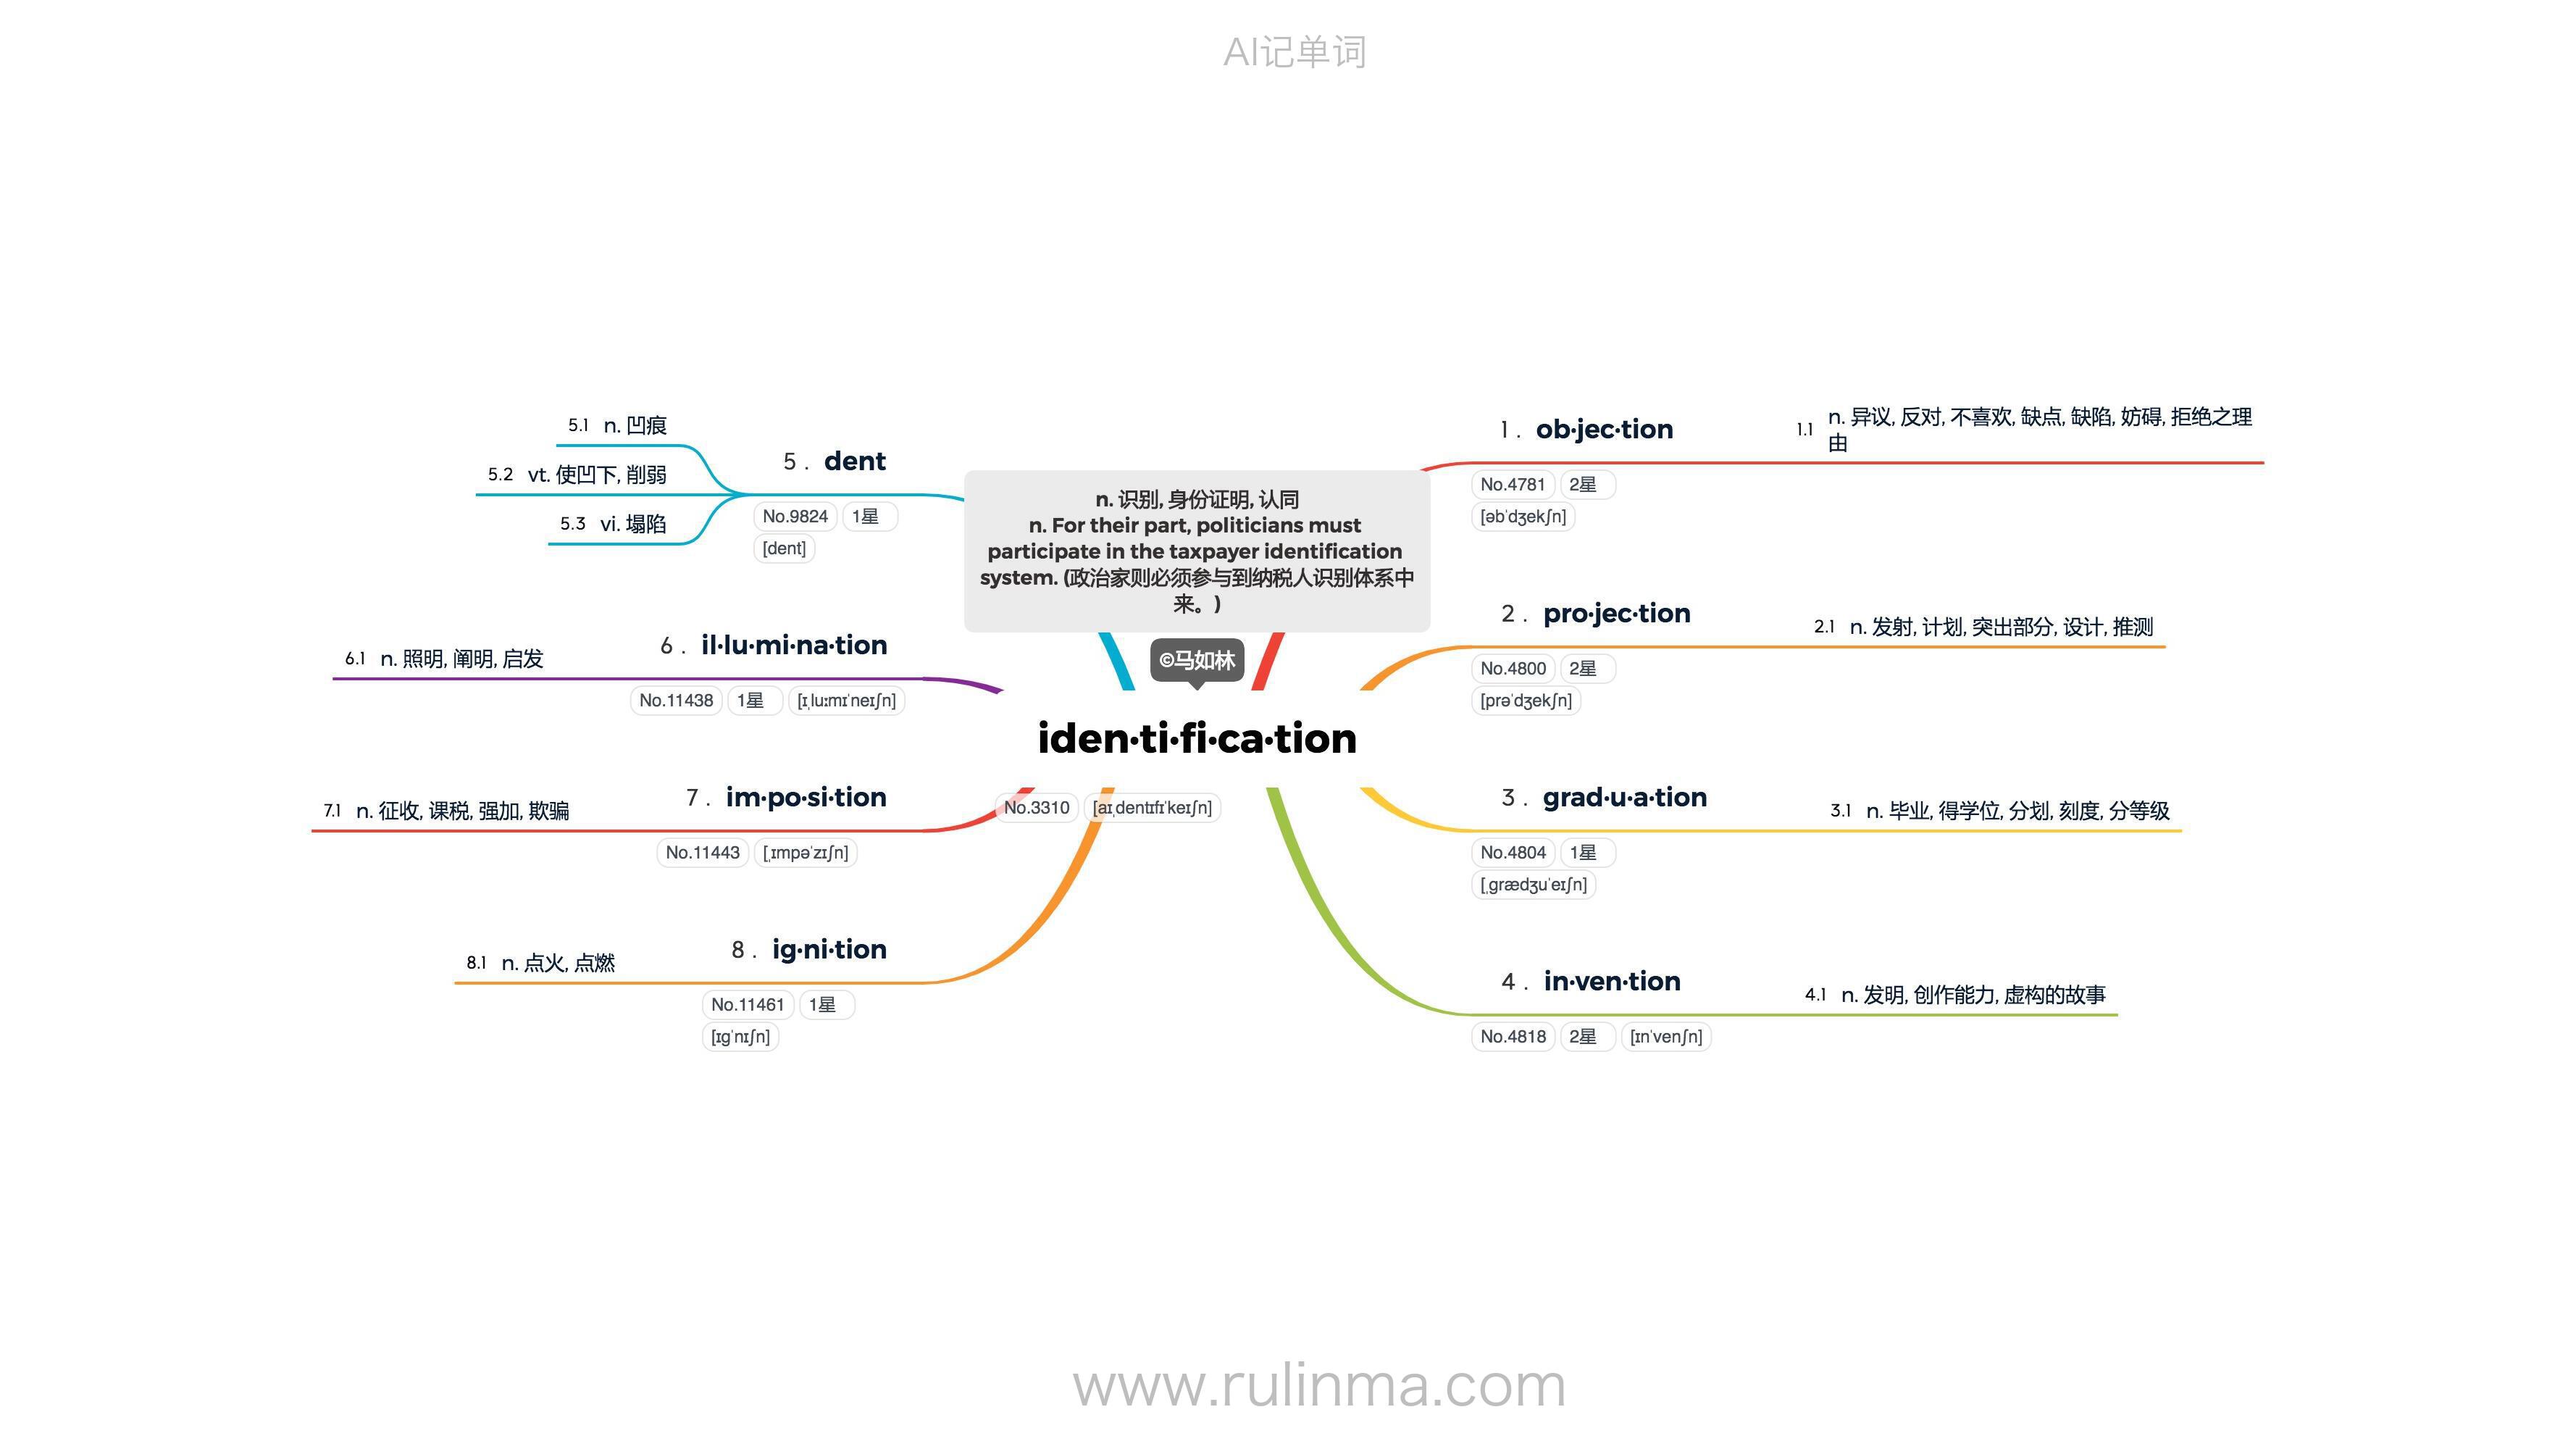 AI记单词
n. 识别, 身份证明, 认同
n. For their part, politicians must
participate in the taxpayer identification
system. (政治家则必须参与到纳税人识别体系中
来。)
©马如林
iden·ti·fi·ca·tion
No.3310 [aɪˌdentɪfɪˈkeɪʃn]
1. ob·jec·tion
No.4781 2星
[əbˈdʒekʃn]
1.1 n. 异议, 反对, 不喜欢, 缺点, 缺陷, 妨碍, 拒绝之理
由
2. pro·jec·tion
No.4800 2星
[prəˈdʒekʃn]
2.1 n. 发射, 计划, 突出部分, 设计, 推测
3. grad·u·a·tion
No.4804 1星
[ˌɡrædʒuˈeɪʃn]
3.1 n. 毕业, 得学位, 分划, 刻度, 分等级
4. in·ven·tion
No.4818 2星 [ɪnˈvenʃn]
4.1 n. 发明, 创作能力, 虚构的故事
5. dent
No.9824 1星
[dent]
5.1 n. 凹痕
5.2 vt. 使凹下, 削弱
5.3 vi. 塌陷
6. il·lu·mi·na·tion
No.11438 1星 [ɪˌluːmɪˈneɪʃn]
6.1 n. 照明, 阐明, 启发
7. im·po·si·tion
No.11443 [ˌɪmpəˈzɪʃn]
7.1 n. 征收, 课税, 强加, 欺骗
8. ig·ni·tion
No.11461 1星
[ɪɡˈnɪʃn]
8.1 n. 点火, 点燃
www.rulinma.com